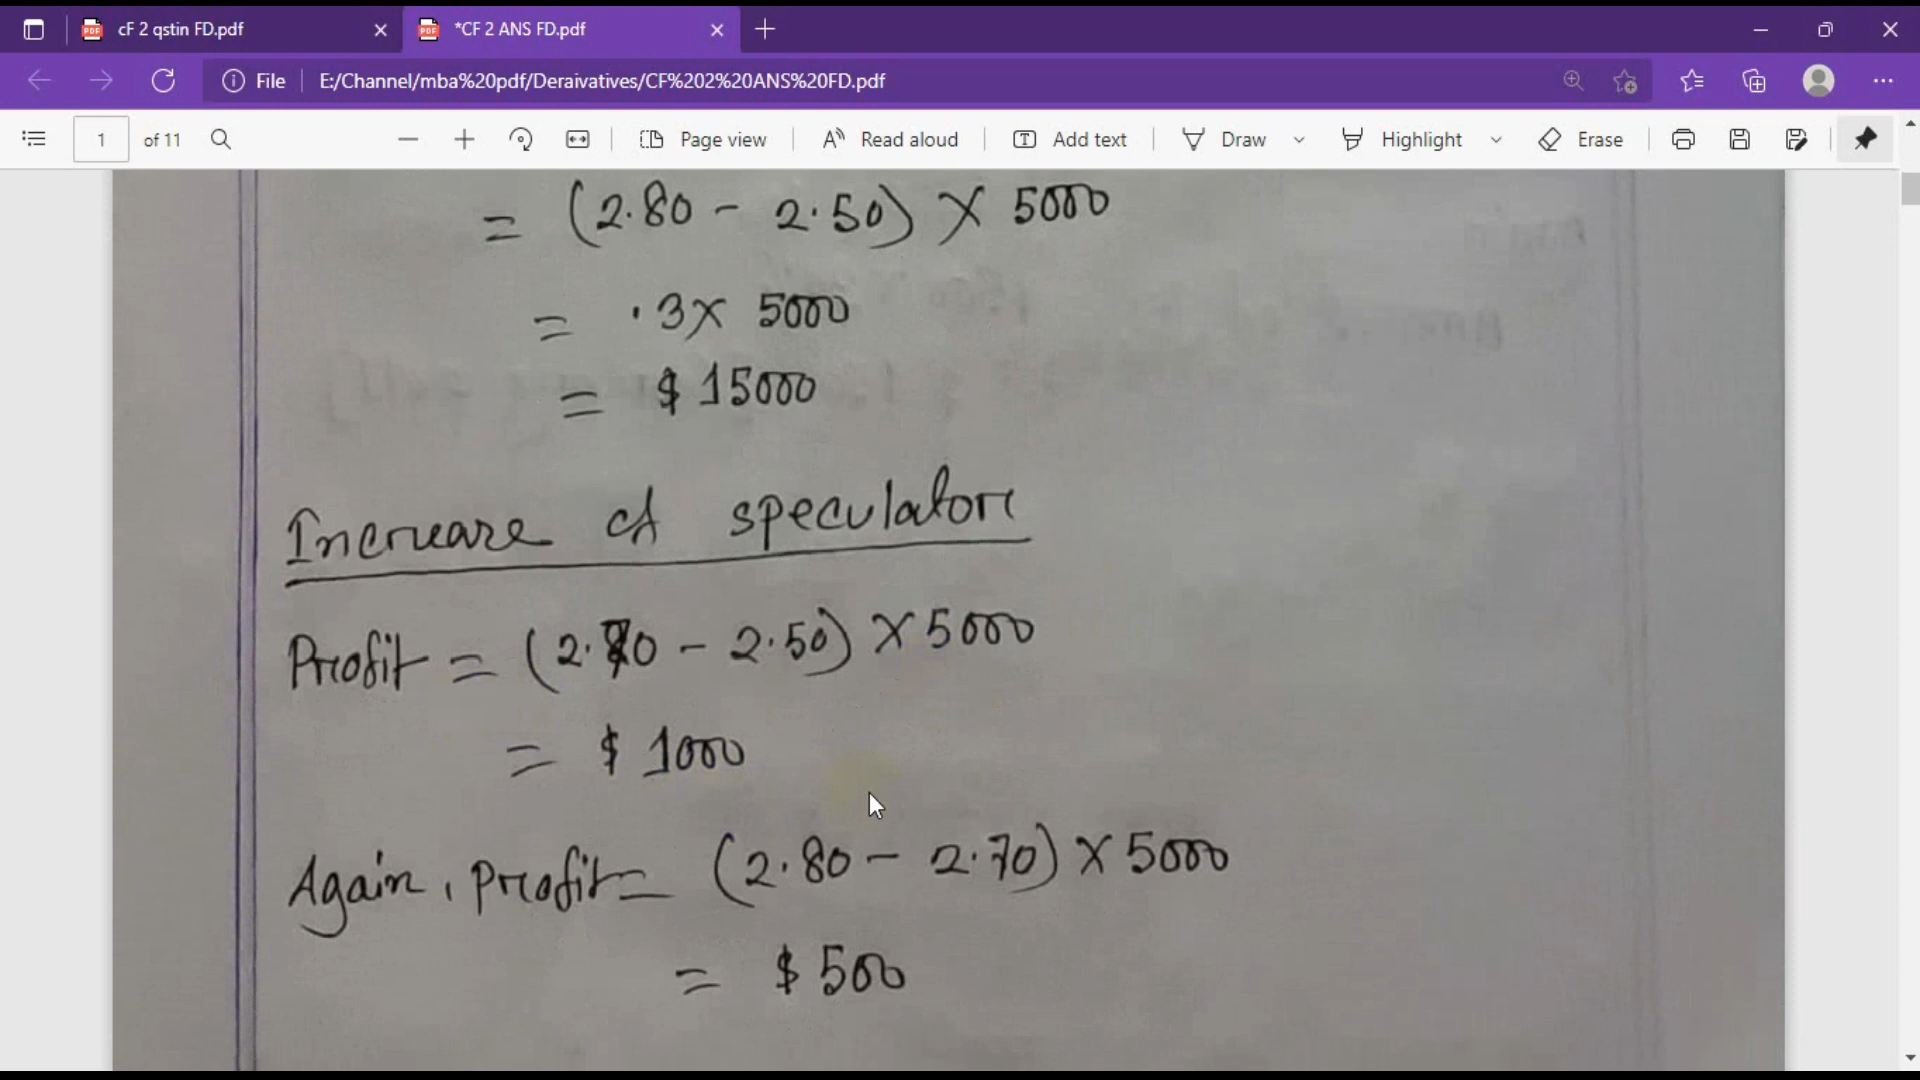 cF 2 qstin FD.pdf
*CF 2 ANS FD.pdf
File
E:/Channel/mba%20pdf/Deraivatives/CF%202%20ANS%20FD.pdf
1 of 11
Page view
Read aloud
Add text
Draw
Highlight
Erase
= (2.80 - 2.50) × 5000
= .3 × 5000
= $ 15000
Increase of speculator
Profit = (2.70 - 2.50) × 5000
= $ 1000
Again, Profit = (2.80 - 2.70) × 5000
= $ 500